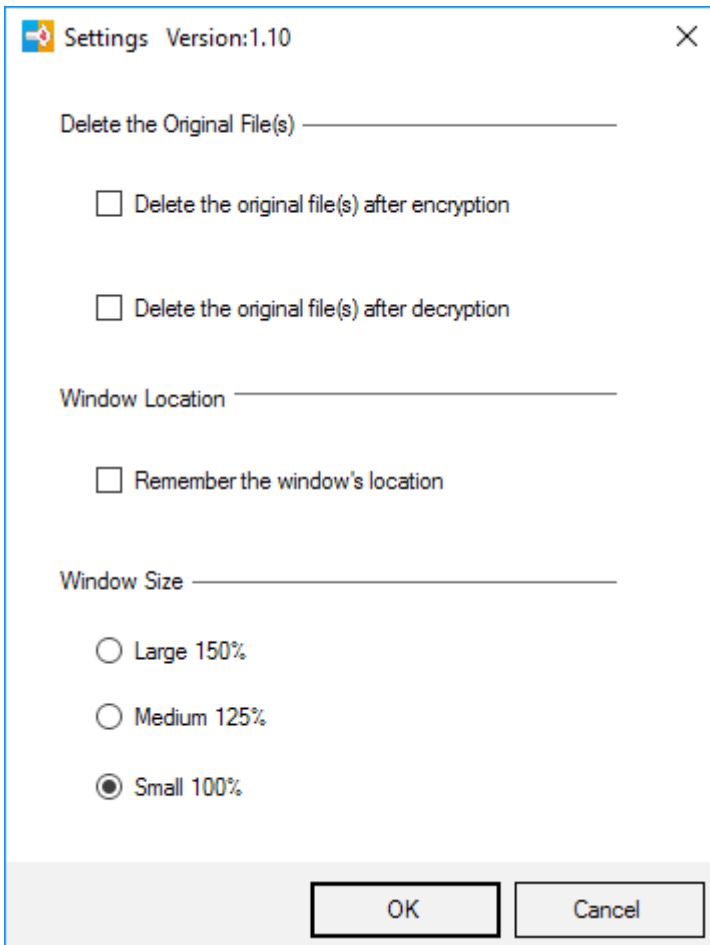 Settings Version:1.10
Delete the Original File(s)
Delete the original file(s) after encryption
Delete the original file(s) after decryption
Window Location
Remember the window's location
Window Size
Large 150%
Medium 125%
Small 100%
OK Cancel